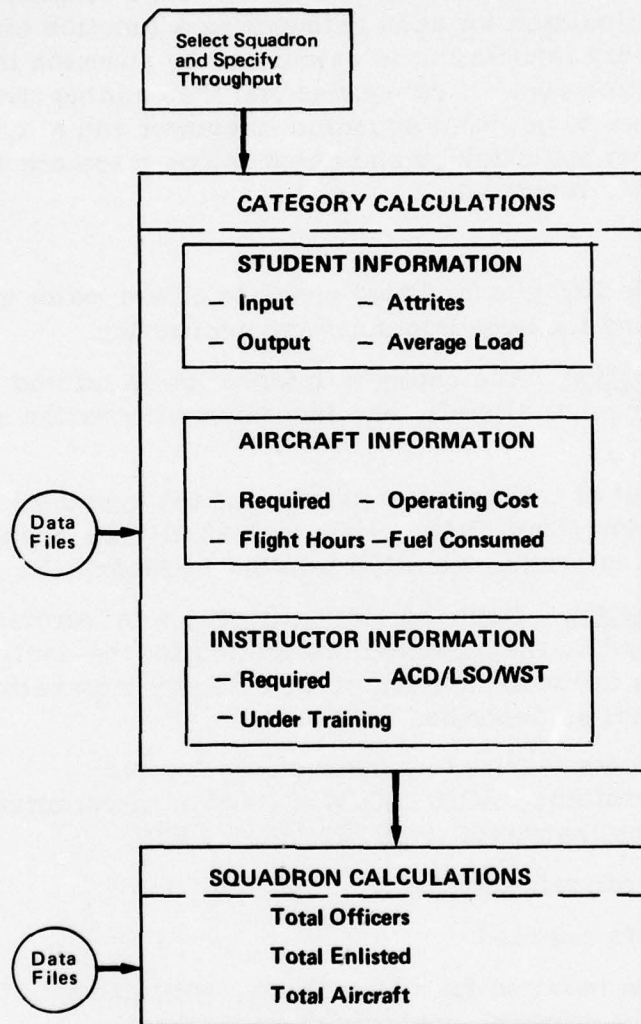 Select Squadron
and Specify
Throughput
CATEGORY CALCULATIONS
STUDENT INFORMATION
– Input – Attrites
– Output – Average Load
AIRCRAFT INFORMATION
– Required – Operating Cost
– Flight Hours – Fuel Consumed
Data
Files
INSTRUCTOR INFORMATION
– Required – ACD/LSO/WST
– Under Training
SQUADRON CALCULATIONS
Total Officers
Total Enlisted
Total Aircraft
Data
Files